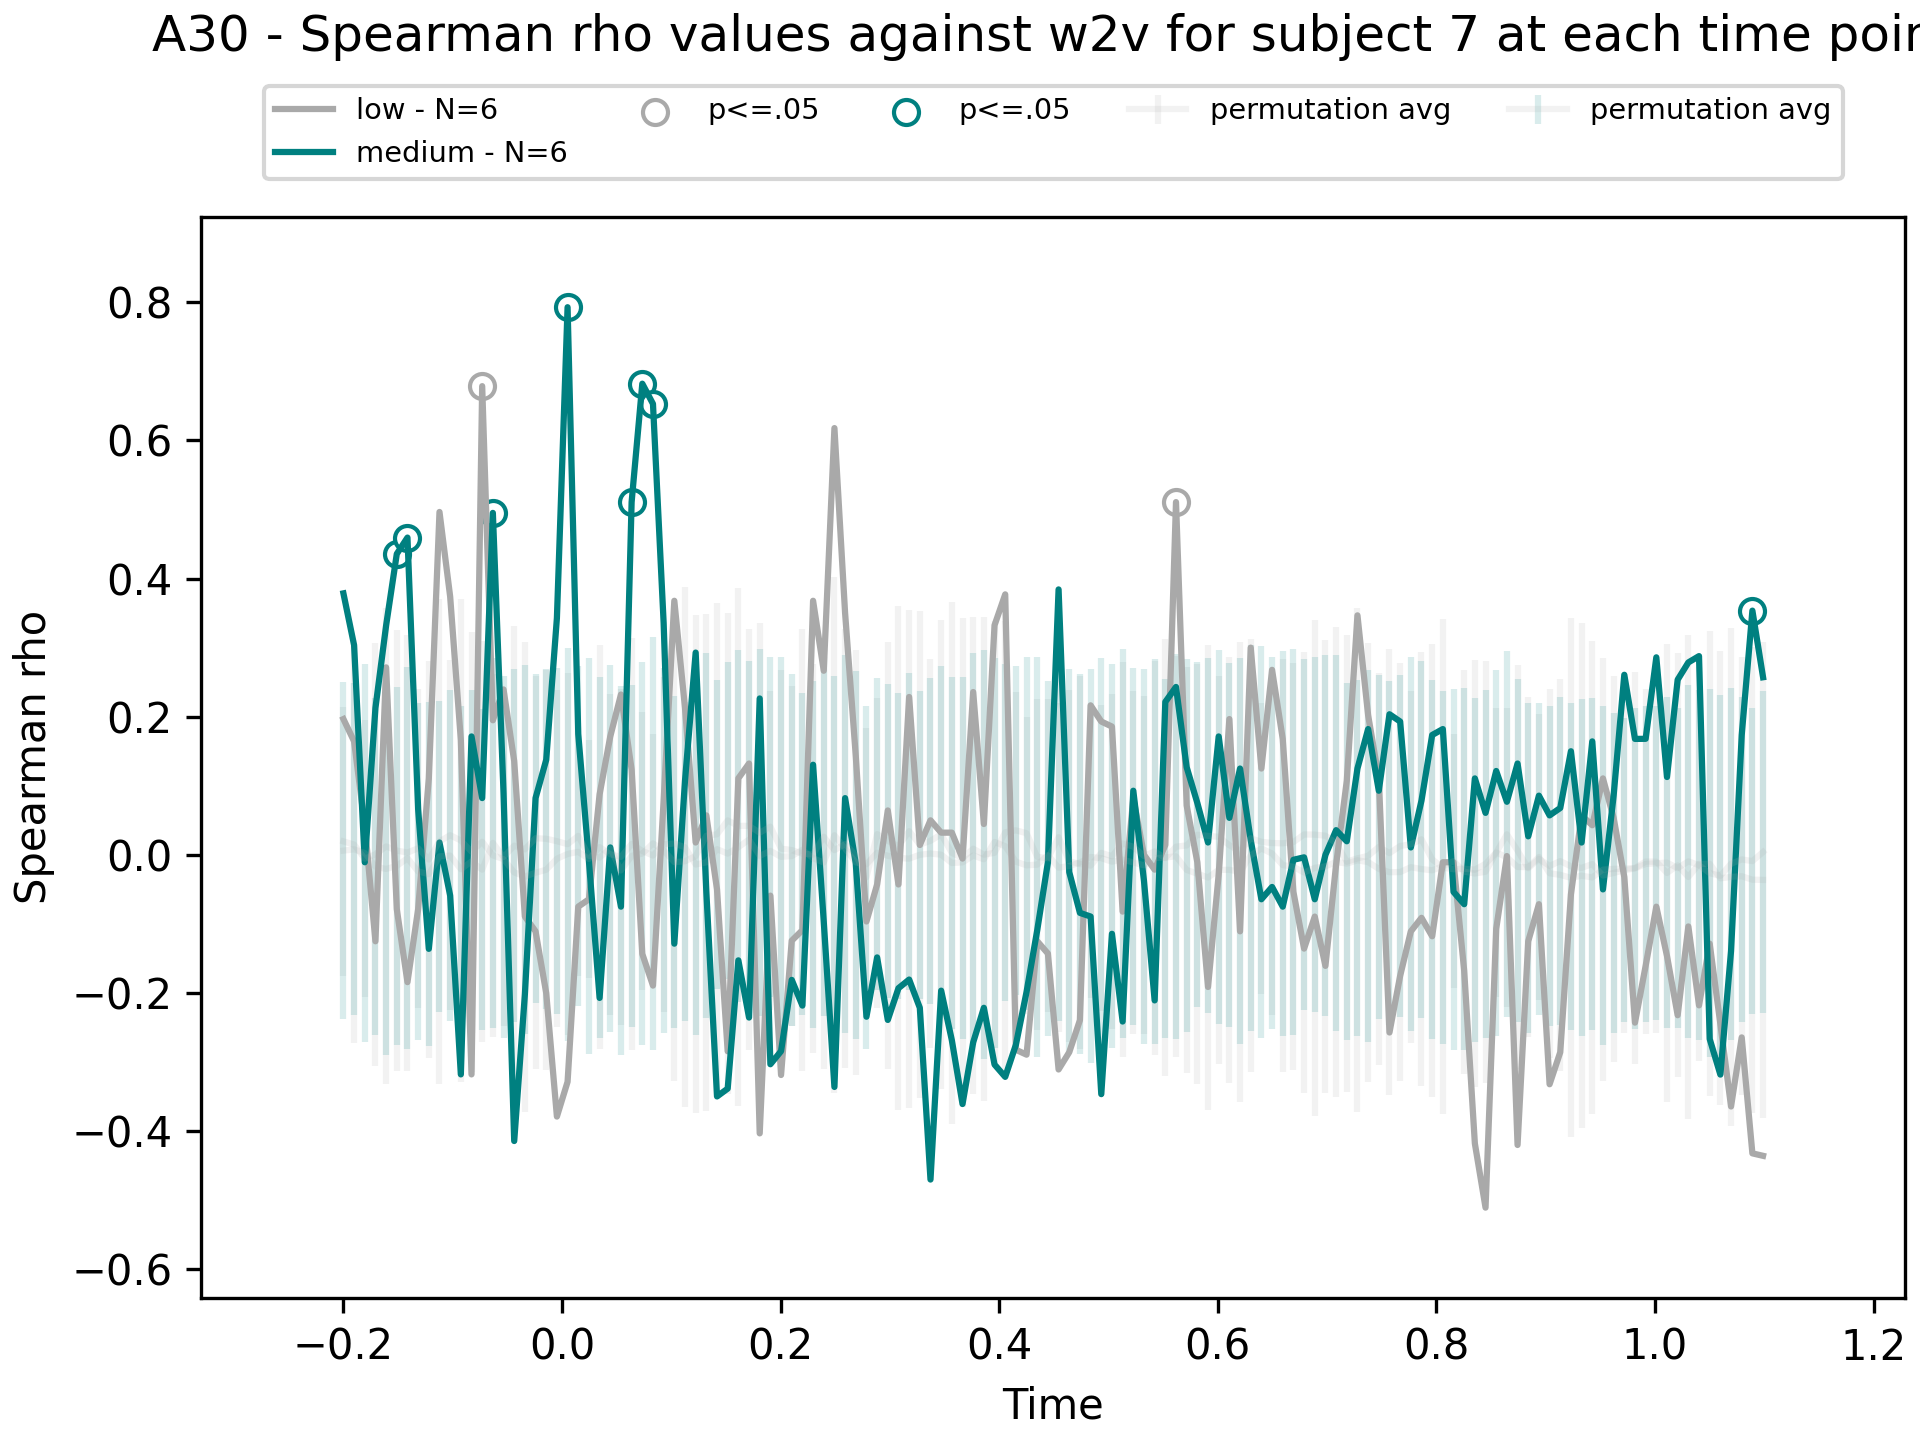 A30 - Spearman rho values against w2v for subject 7 at each time poin
low - N=6
medium - N=6
p<=.05
p<=.05
permutation avg
permutation avg
Spearman rho
0.8
0.6
0.4
0.2
0.0
−0.2
−0.4
−0.6
−0.2 0.0 0.2 0.4 0.6 0.8 1.0 1.2
Time